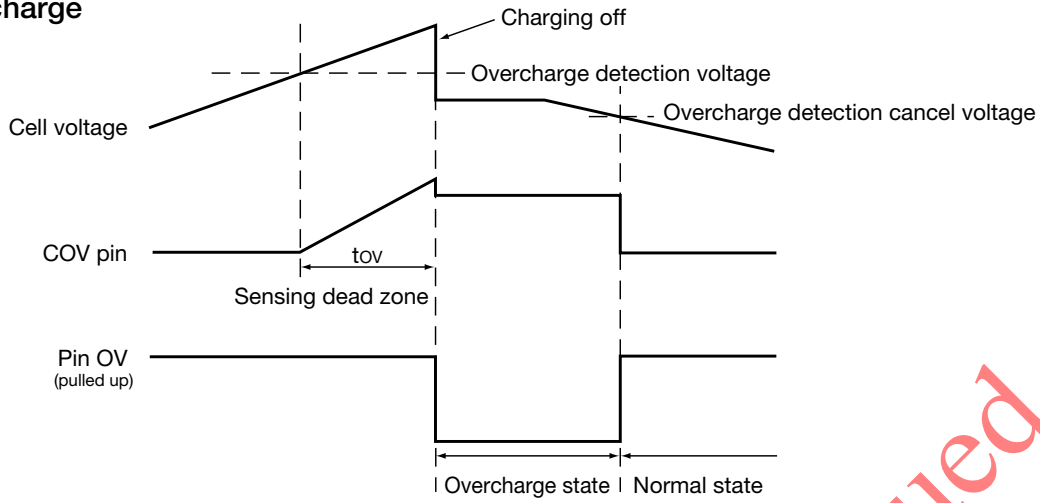 charge
Charging off
Overcharge detection voltage
Overcharge detection cancel voltage
Cell voltage
COV pin
tOV
Sensing dead zone
Pin OV
(pulled up)
Overcharge state
Normal state
ued